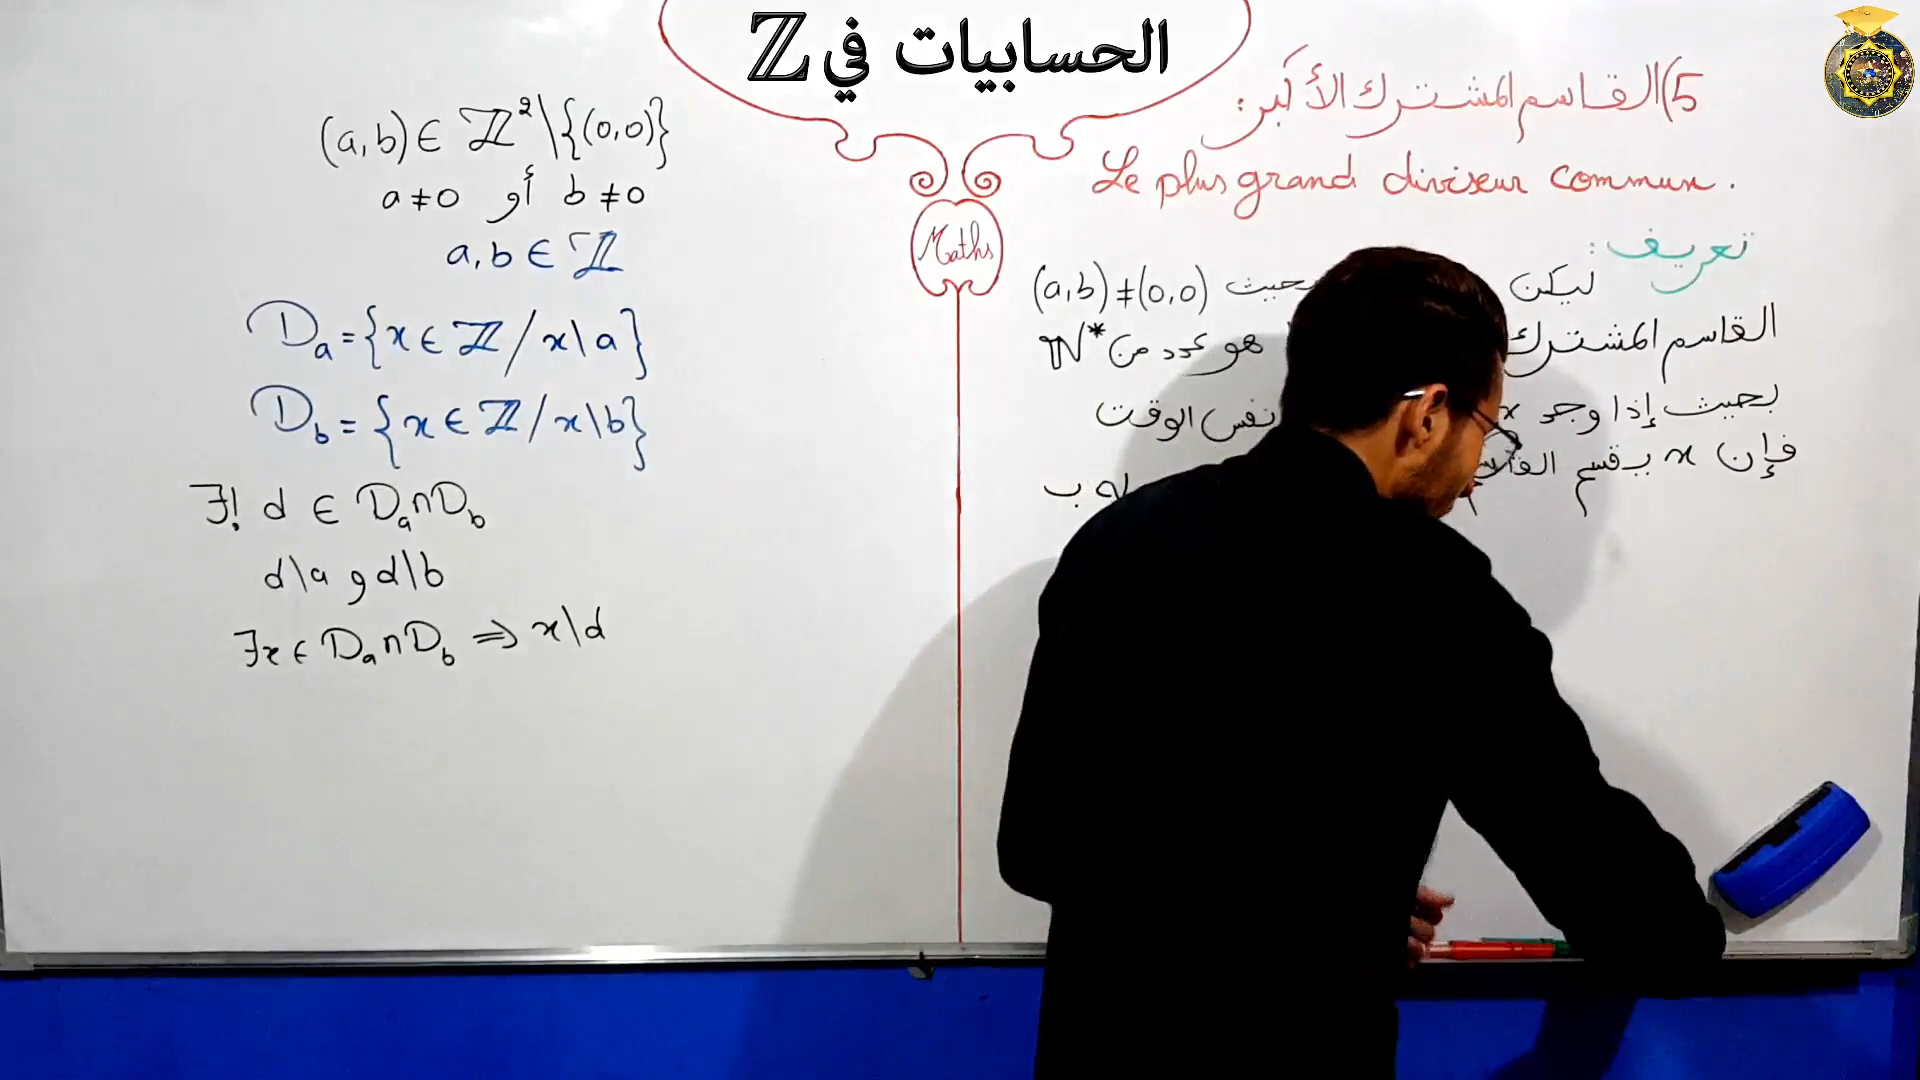 الحسابيات في ℤ
5) القاسم المشترك الأكبر:
Le plus grand diviseur commun.
تعريف:
ليكن بحيث (a,b)≠(0,0)
القاسم المشترك هو عدد من ℕ*
بحيث إذا وجد x نفس الوقت
فإن x يقسم
Maths
(a,b) ∈ ℤ²\{(0,0)}
a≠0 أو b≠0
a,b ∈ ℤ
Da={x ∈ ℤ / x\a}
Db={x ∈ ℤ / x\b}
∃! d ∈ Da∩Db
d\a و d\b
∃x ∈ Da∩Db ⇒ x\d